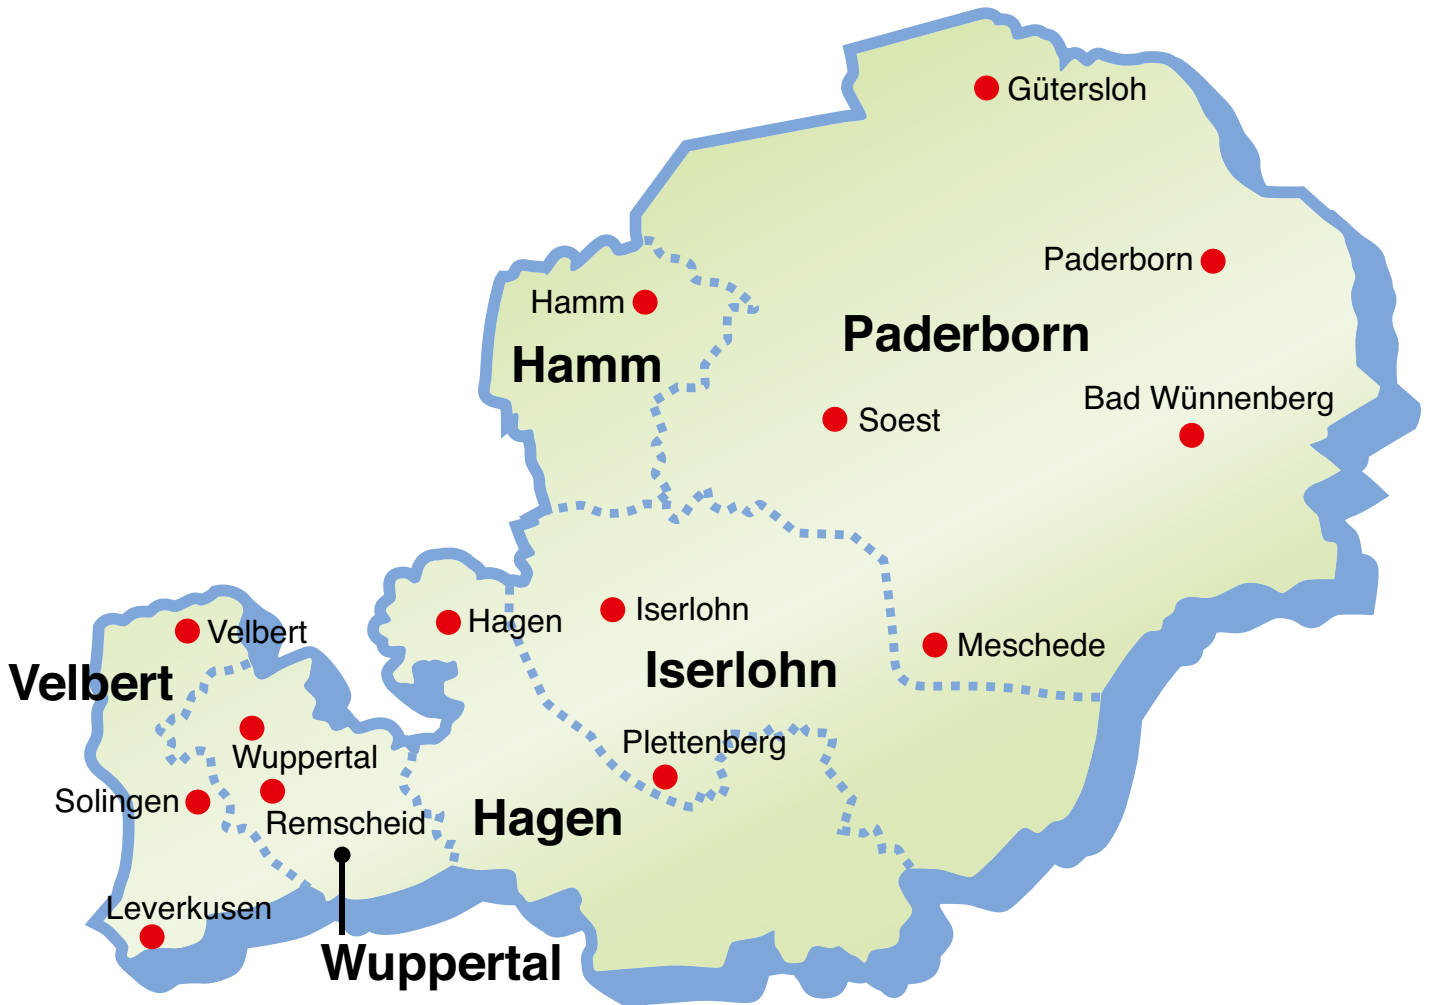 Gütersloh
Paderborn
Hamm
Paderborn
Hamm
Bad Wünnenberg
Soest
Iserlohn
Hagen
Velbert
Meschede
Iserlohn
Velbert
Plettenberg
Wuppertal
Solingen
Remscheid
Hagen
Leverkusen
Wuppertal